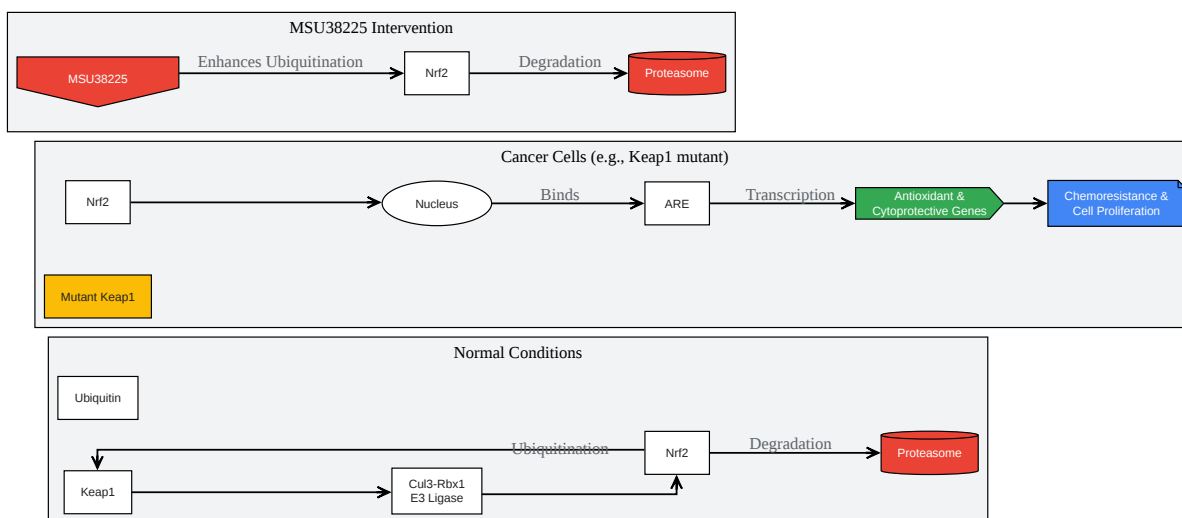 MSU38225 Intervention
MSU38225
Enhances Ubiquitination
Nrf2
Degradation
Proteasome
Cancer Cells (e.g., Keap1 mutant)
Nrf2
Nucleus
Binds
ARE
Transcription
Antioxidant &
Cytoprotective Genes
Chemoresistance &
Cell Proliferation
Mutant Keap1
Normal Conditions
Ubiquitin
Ubiquitination
Nrf2
Degradation
Proteasome
Keap1
Cul3-Rbx1
E3 Ligase